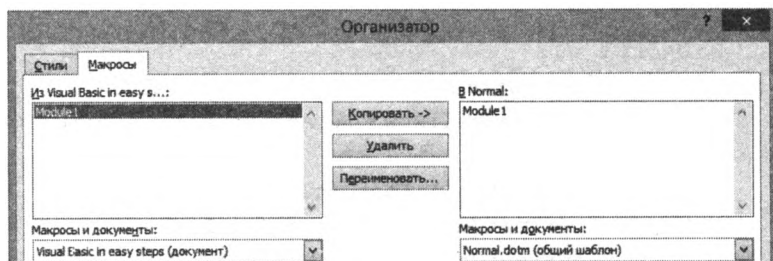 Организатор
?
×
Стили
Макросы
Из Visual Basic in easy s...:
Module1
Копировать ->
Удалить
Переименовать...
В Normal:
Module1
Макросы и документы:
Visual Basic in easy steps (документ)
Макросы и документы:
Normal.dotm (общий шаблон)